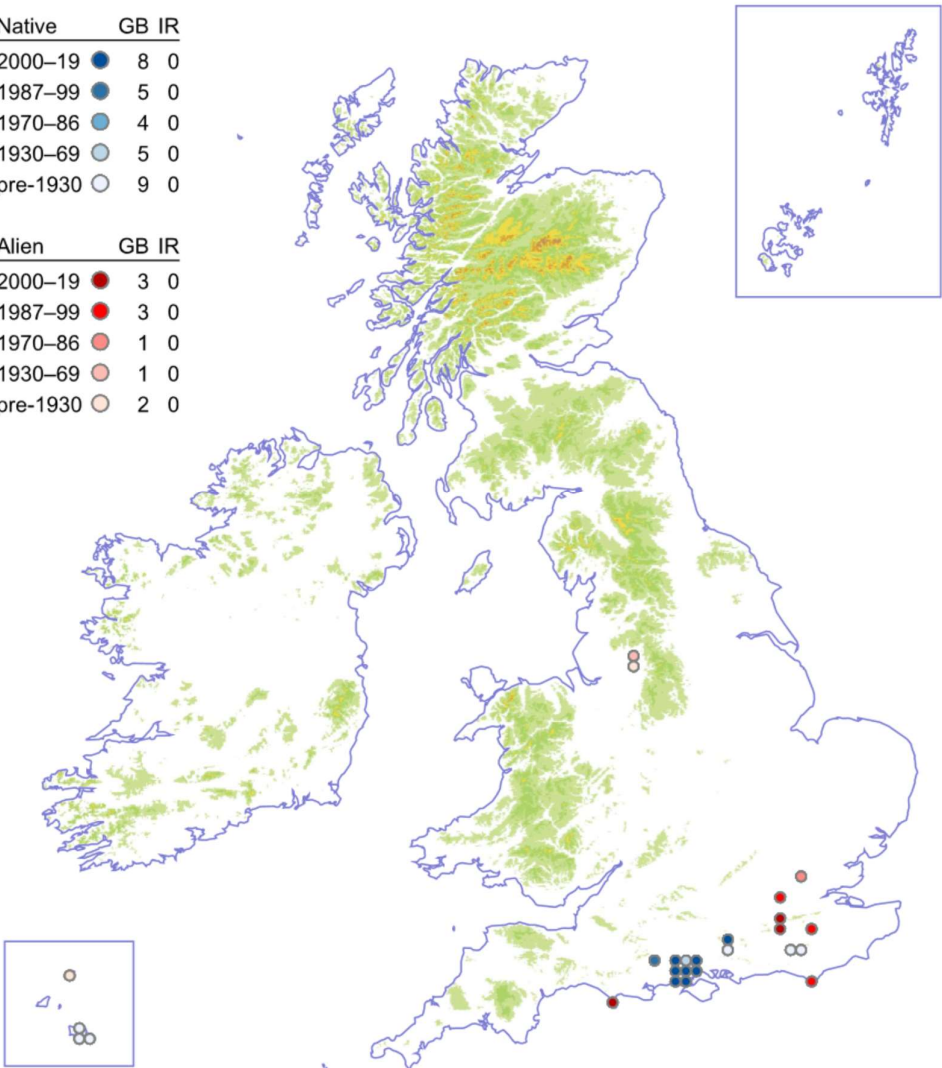 Native GB IR
2000–19 8 0
1987–99 5 0
1970–86 4 0
1930–69 5 0
pre-1930 9 0
Alien GB IR
2000–19 3 0
1987–99 3 0
1970–86 1 0
1930–69 1 0
pre-1930 2 0